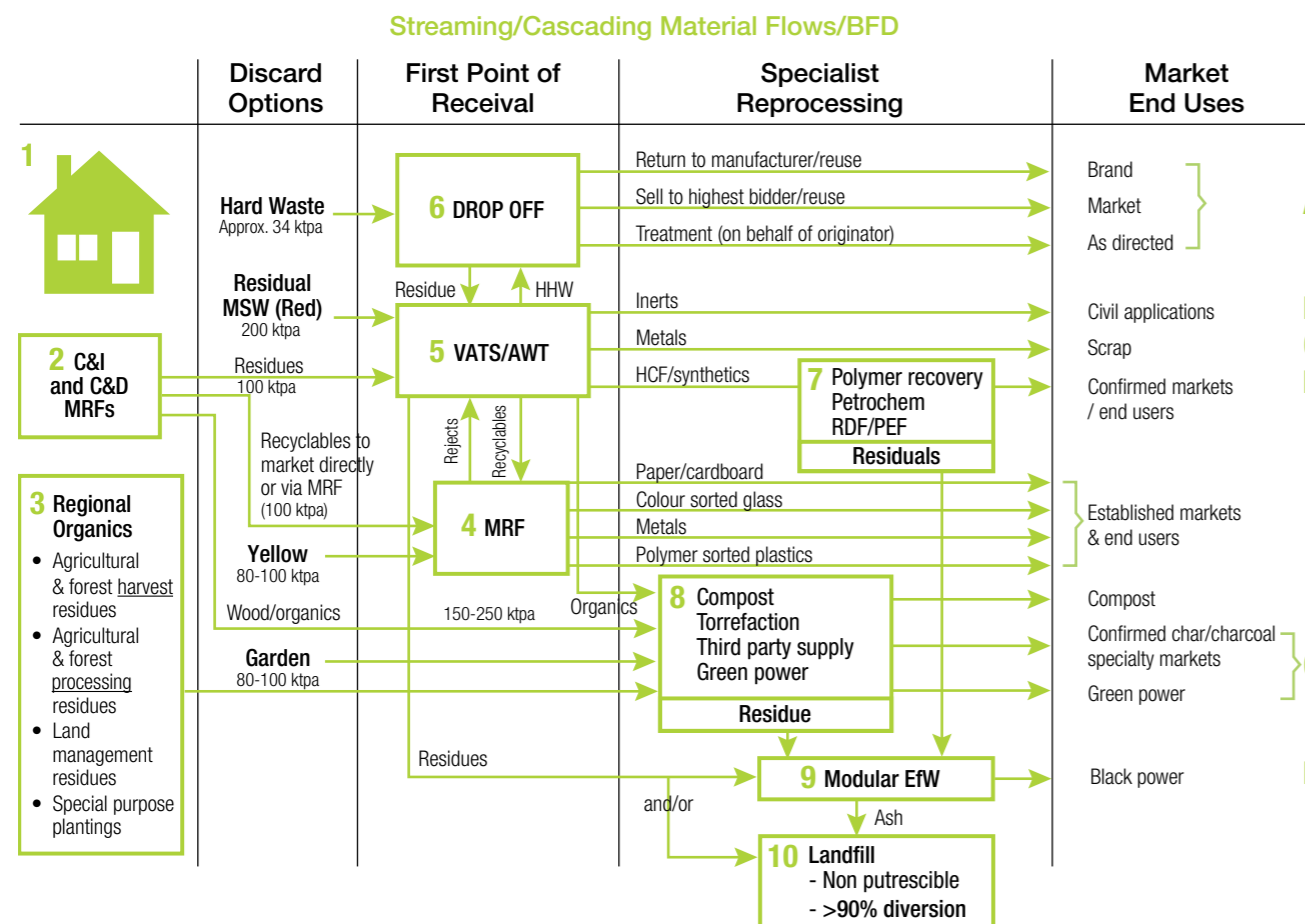 Streaming/Cascading Material Flows/BFD
Discard
Options
First Point of
Receival
Specialist
Reprocessing
Market
End Uses
1
Hard Waste
Approx. 34 ktpa
6 DROP OFF
Return to manufacturer/reuse
Sell to highest bidder/reuse
Treatment (on behalf of originator)
Brand
Market
As directed
Residue
HHW
Residual
MSW (Red)
200 ktpa
5 VATS/AWT
Inerts
Metals
HCF/synthetics
Civil applications
Scrap
Confirmed markets
/ end users
2 C&I
and C&D
MRFs
Residues
100 ktpa
7 Polymer recovery
Petrochem
RDF/PEF
Residuals
Rejects
Recyclables
Recyclables to
market directly
or via MRF
(100 ktpa)
4 MRF
Paper/cardboard
Colour sorted glass
Metals
Polymer sorted plastics
Established markets
& end users
Yellow
80-100 ktpa
3 Regional
Organics
• Agricultural
& forest harvest
residues
• Agricultural
& forest
processing
residues
• Land
management
residues
• Special purpose
plantings
Wood/organics
150-250 ktpa
Organics
Garden
80-100 ktpa
8 Compost
Torrefaction
Third party supply
Green power
Residue
Compost
Confirmed char/charcoal
specialty markets
Green power
Residues
and/or
9 Modular EfW
Black power
Ash
10 Landfill
- Non putrescible
- >90% diversion